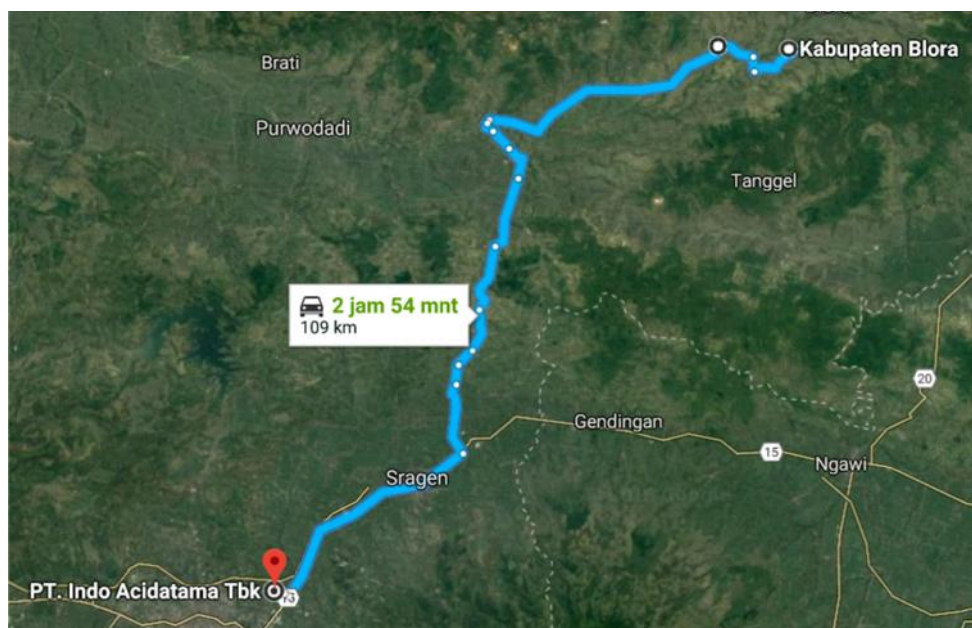 Brati
Kabupaten Blora
Purwodadi
Tanggel
2 jam 54 mnt
109 km
20
Gendingan
15
Ngawi
Sragen
PT. Indo Acidatama Tbk